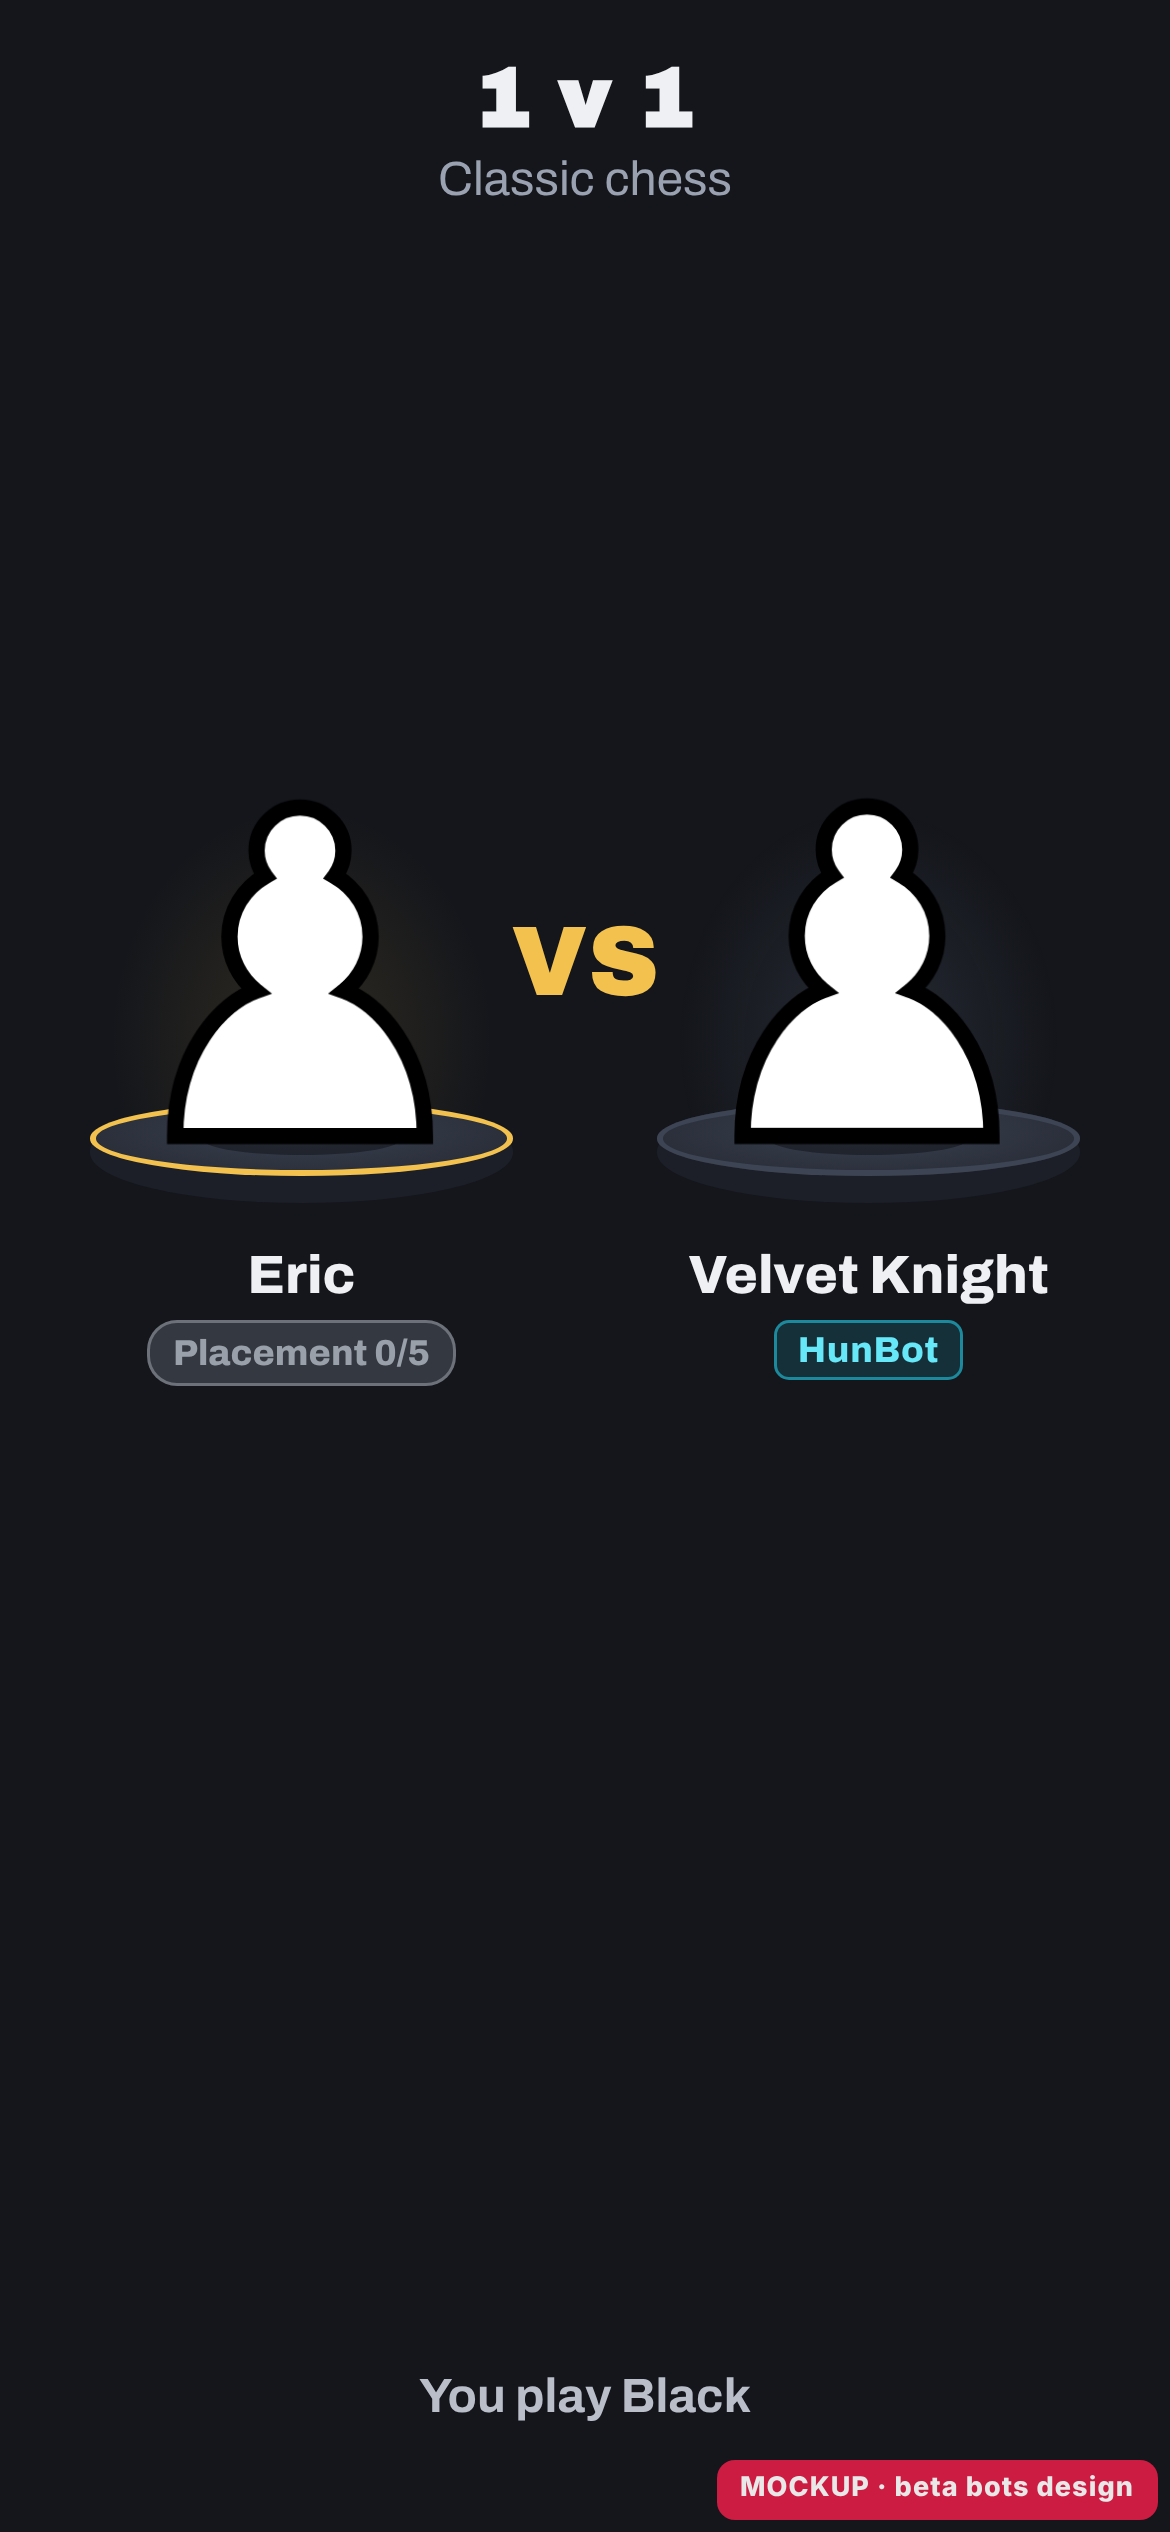 1 v 1
Classic chess
VS
Eric
Velvet Knight
Placement 0/5
HunBot
You play Black
MOCKUP · beta bots design